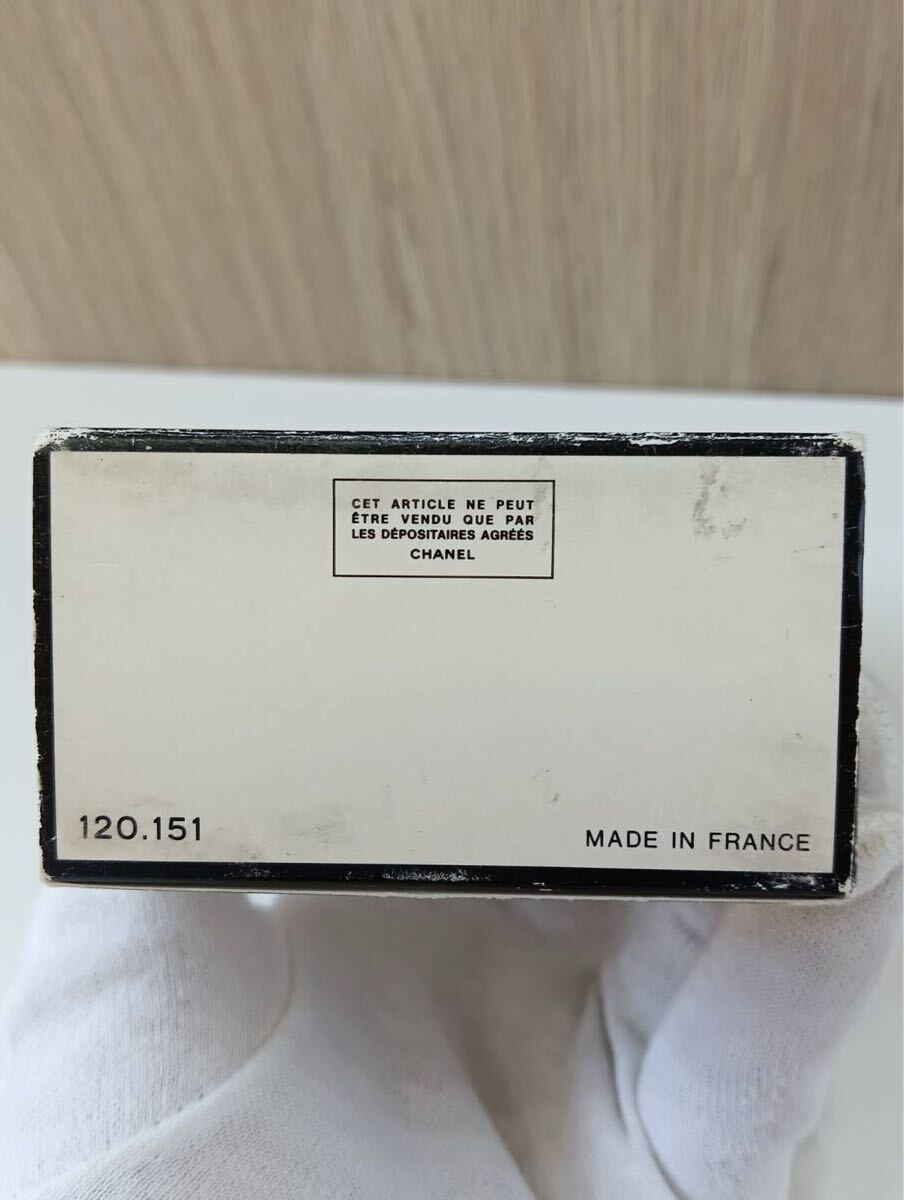 CET ARTICLE NE PEUT
ÊTRE VENDU QUE PAR
LES DÉPOSITAIRES AGRÉÉS
CHANEL
120.151
MADE IN FRANCE